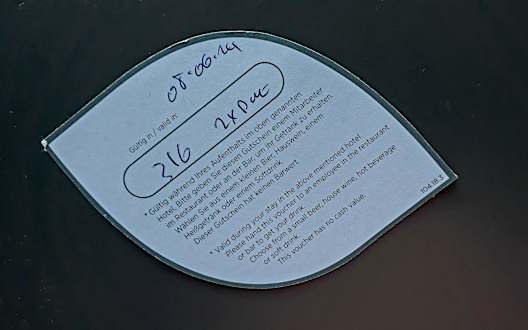 08.06.24
Gültig in / valid in:
316 2x
* Gültig während Ihres Aufenthalts im oben genannten
Hotel. Bitte geben Sie diesen Gutschein einem Mitarbeiter
im Restaurant oder an der Bar, um Ihr Getränk zu erhalten.
Wählen Sie aus einem kleinen Bier, Hauswein, einem
Heißgetränk oder einem Softdrink.
Dieser Gutschein hat keinen Barwert.
* Valid during your stay in the above mentioned hotel.
Please hand this voucher to an employee in the restaurant
or bar to get your drink.
Choose from a small beer, house wine, hot beverage
or soft drink.
This voucher has no cash value.
104.18.3